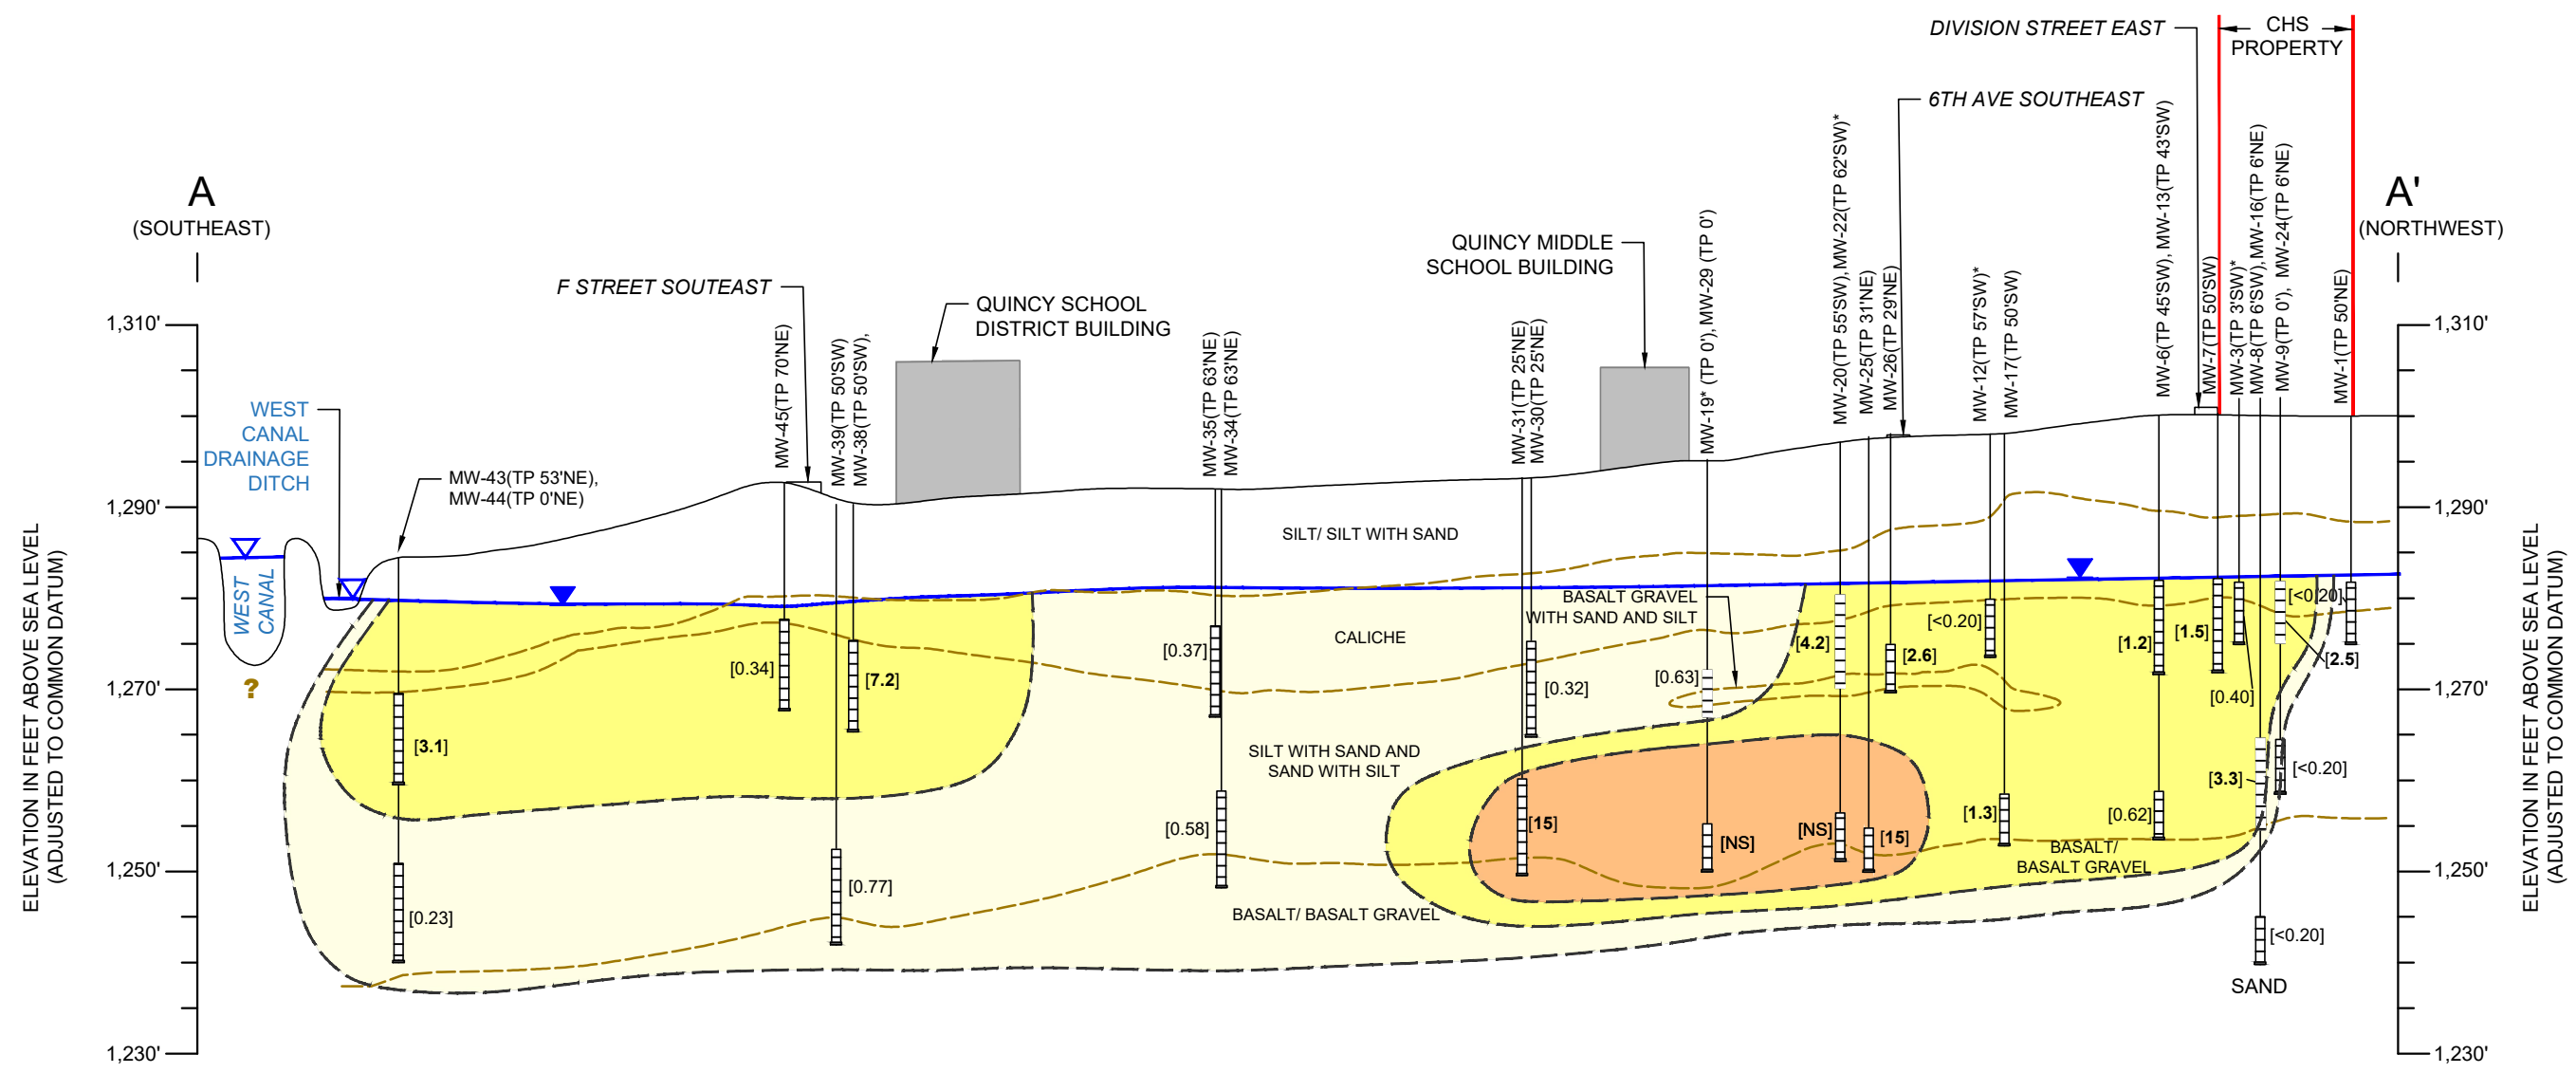 DIVISION STREET EAST
CHS
PROPERTY
6TH AVE SOUTHEAST
A
(SOUTHEAST)
A'
(NORTHWEST)
QUINCY MIDDLE
SCHOOL BUILDING
F STREET SOUTEAST
QUINCY SCHOOL
DISTRICT BUILDING
MW-45(TP 70'NE)
MW-39(TP 50'SW)
MW-38(TP 50'SW),
MW-35(TP 63'NE)
MW-34(TP 63'NE)
MW-31(TP 25'NE)
MW-30(TP 25'NE)
MW-19* (TP 0'), MW-29 (TP 0')
MW-20(TP 55'SW),MW-22(TP 62'SW)*
MW-25(TP 31'NE)
MW-26(TP 29'NE)
MW-12(TP 57'SW)*
MW-17(TP 50'SW)
MW-6(TP 45'SW), MW-13(TP 43'SW)
MW-7(TP 50'SW)
MW-3(TP 3'SW)*
MW-8(TP 6'SW),MW-16(TP 6'NE)
MW-9(TP 0'), MW-24(TP 6'NE)
MW-1(TP 50'NE)
WEST
CANAL
DRAINAGE
DITCH
MW-43(TP 53'NE),
MW-44(TP 0'NE)
WEST
CANAL
?
ELEVATION IN FEET ABOVE SEA LEVEL
(ADJUSTED TO COMMON DATUM)
1,310'
1,290'
1,270'
1,250'
1,230'
SILT/ SILT WITH SAND
BASALT GRAVEL
WITH SAND AND SILT
CALICHE
SILT WITH SAND AND
SAND WITH SILT
BASALT/ BASALT GRAVEL
BASALT/
BASALT GRAVEL
SAND
[3.1]
[0.23]
[0.34]
[7.2]
[0.77]
[0.37]
[0.58]
[0.32]
[15]
[0.63]
[NS]
[4.2]
[NS]
[2.6]
[15]
[<0.20]
[1.3]
[1.2]
[0.62]
[1.5]
[0.40]
[3.3]
[<0.20]
[2.5]
[<0.20]
[<0.20]
1,310'
1,290'
1,270'
1,250'
1,230'
ELEVATION IN FEET ABOVE SEA LEVEL
(ADJUSTED TO COMMON DATUM)